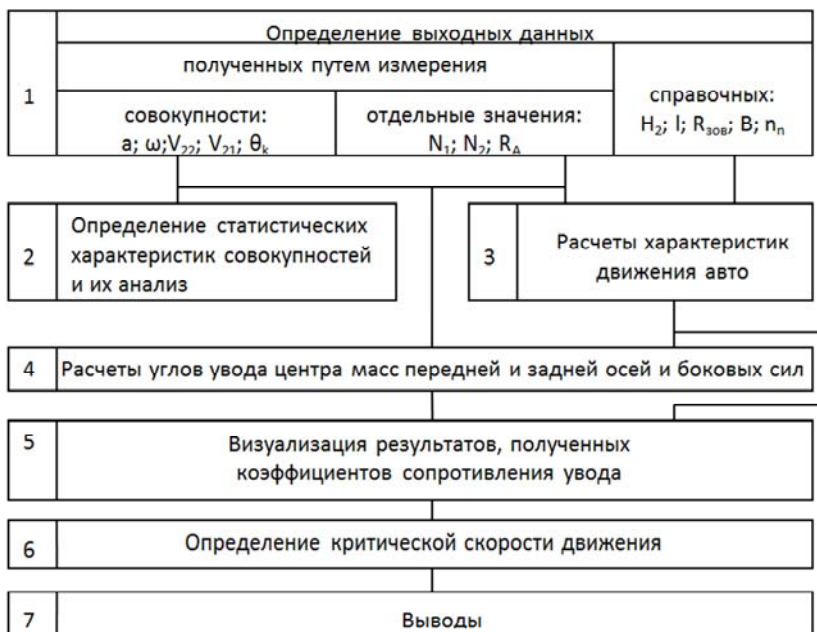 Определение выходных данных
полученных путем измерения
1
совокупности:
a; ω;V₂₂; V₂₁; θₖ
отдельные значения:
N₁; N₂; R_A
справочных:
H₂; l; Rзов; B; nₙ
2
Определение статистических
характеристик совокупностей
и их анализ
3
Расчеты характеристик
движения авто
4
Расчеты углов увода центра масс передней и задней осей и боковых сил
5
Визуализация результатов, полученных
коэффициентов сопротивления увода
6
Определение критической скорости движения
7
Выводы